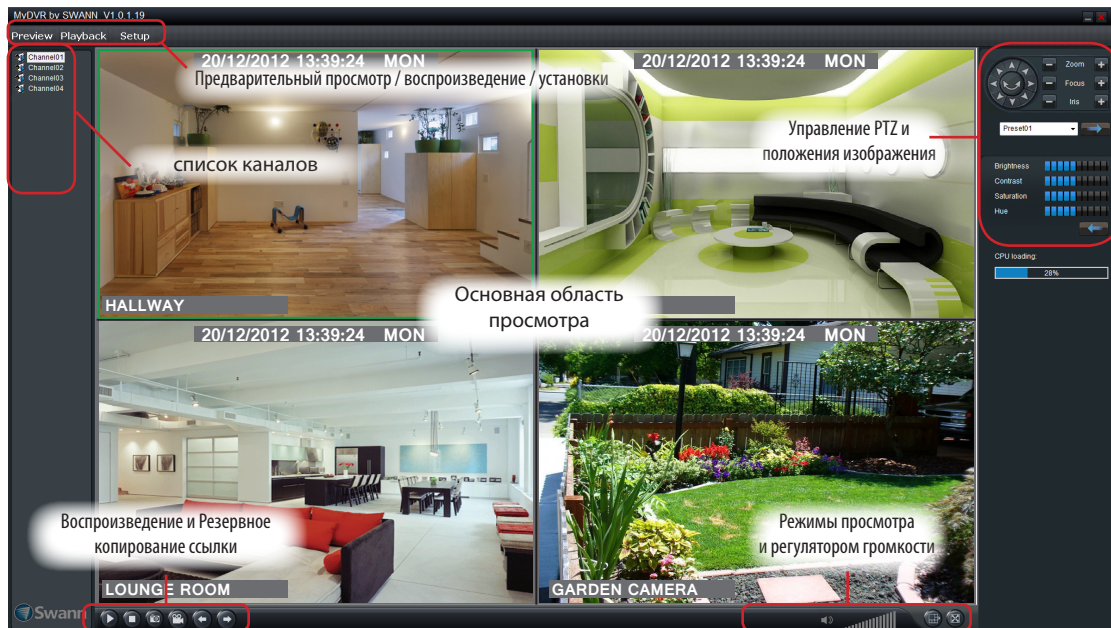 MyDVR by SWANN V1.0.1.19
Preview Playback Setup
Channel01
Channel02
Channel03
Channel04
20/12/2012 13:39:24 MON
20/12/2012 13:39:24 MON
Предварительный просмотр / воспроизведение / установки
список каналов
Управление PTZ и
положения изображения
Zoom
Focus
Iris
Preset01
Brightness
Contrast
Saturation
Hue
CPU loading:
28%
HALLWAY
Основная область
просмотра
20/12/2012 13:39:24 MON
20/12/2012 13:39:24 MON
Воспроизведение и Резервное
копирование ссылки
Режимы просмотра
и регулятором громкости
LOUNGE ROOM
GARDEN CAMERA
Swann